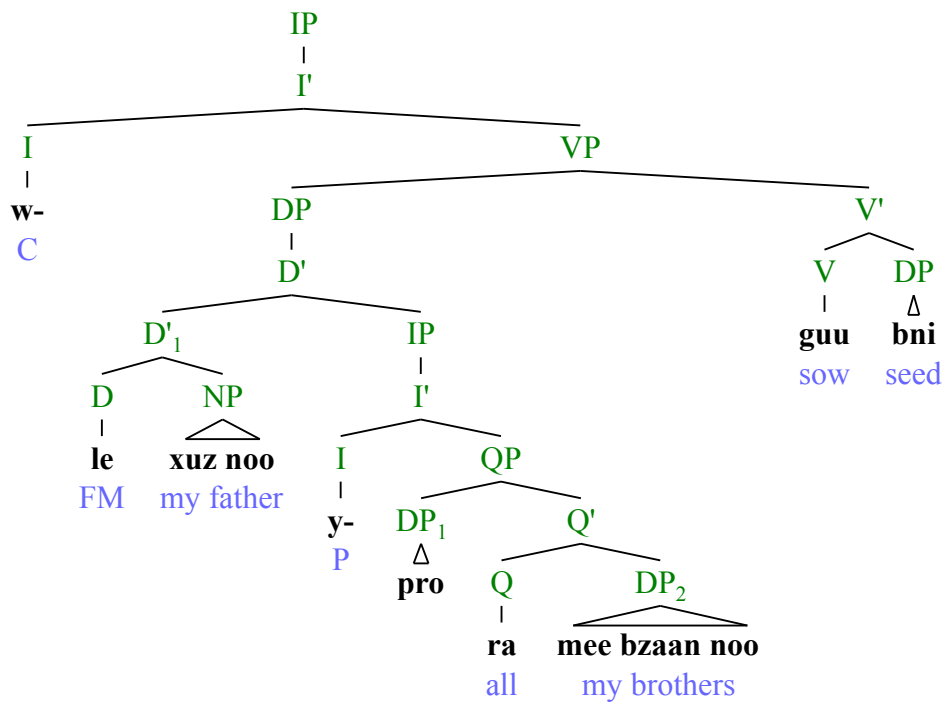 IP
I'
I VP
w- DP V'
C D' V DP
D'1 IP guu bni
D NP I' sow seed
le xuz noo I QP
FM my father y- DP1 Q'
P pro Q DP2
ra mee bzaan noo
all my brothers